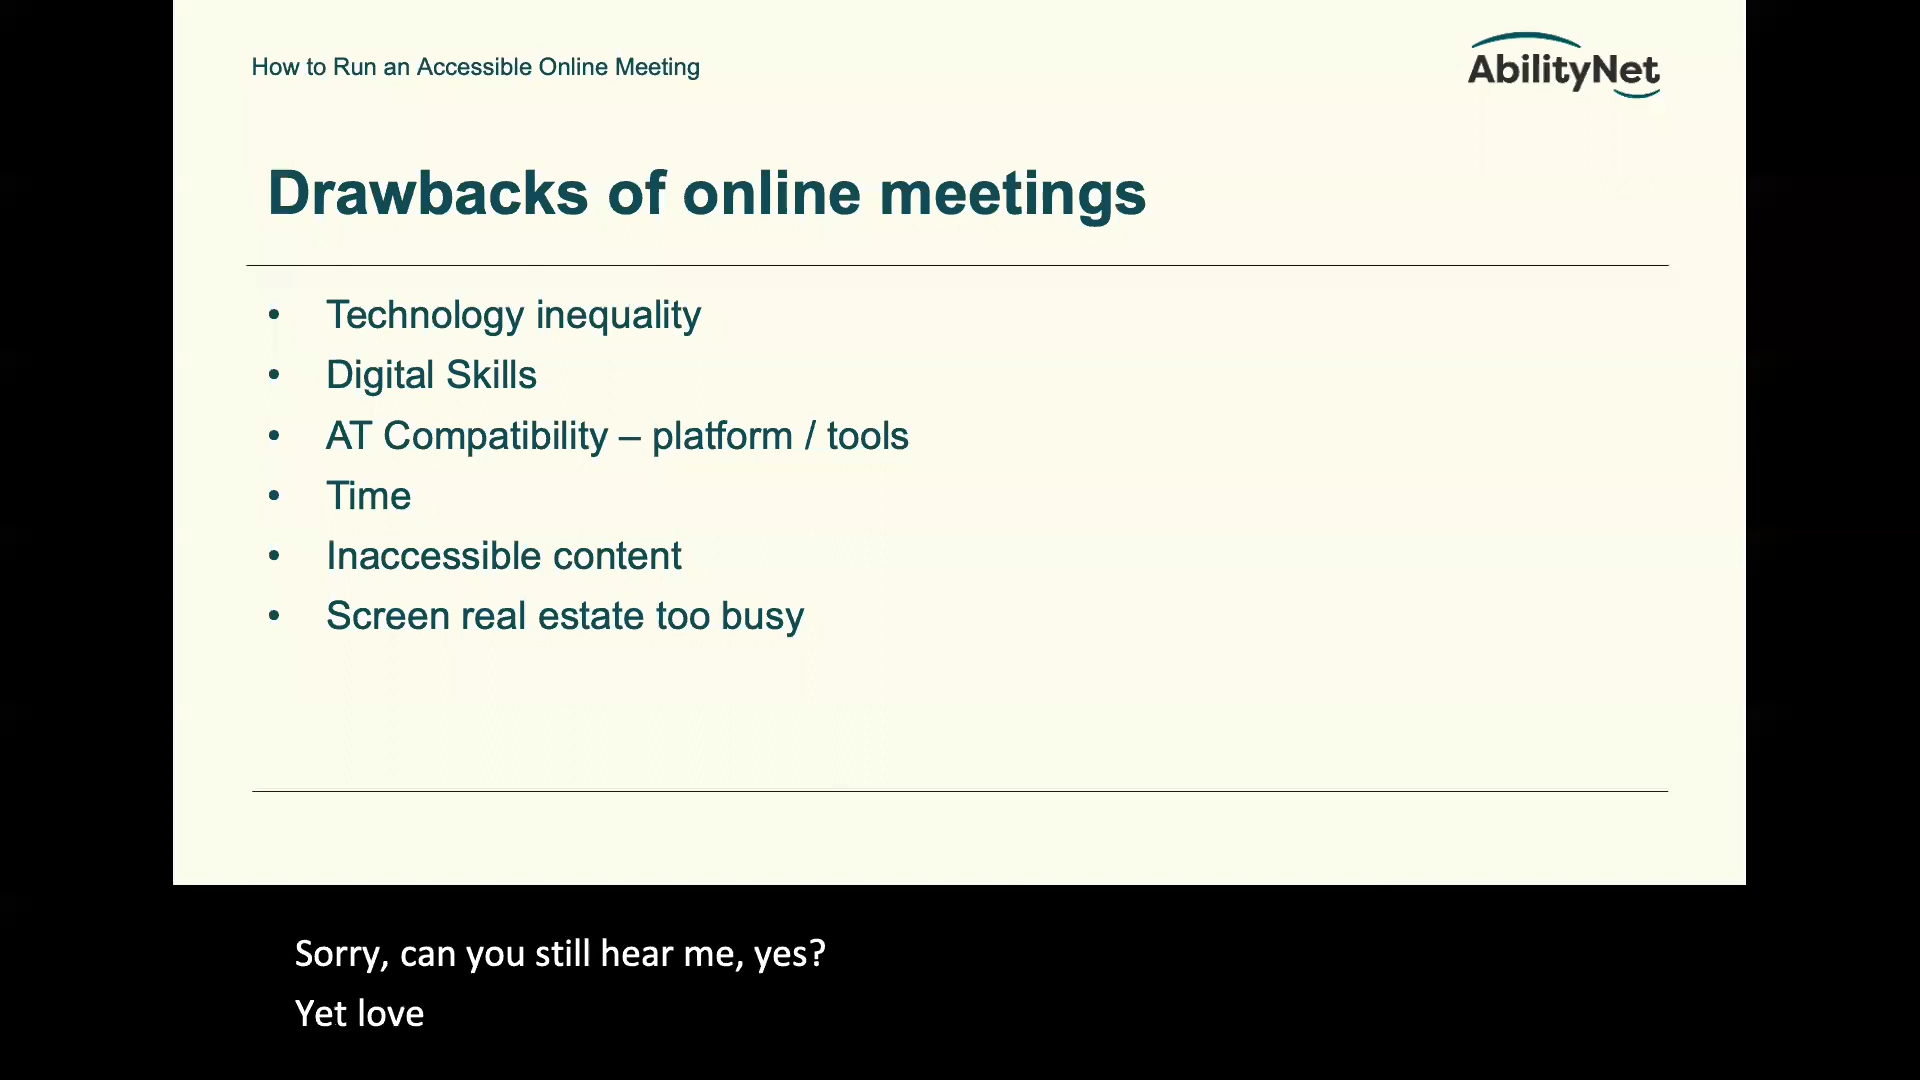 How to Run an Accessible Online Meeting
AbilityNet
Drawbacks of online meetings
• Technology inequality
• Digital Skills
• AT Compatibility – platform / tools
• Time
• Inaccessible content
• Screen real estate too busy
Sorry, can you still hear me, yes?
Yet love